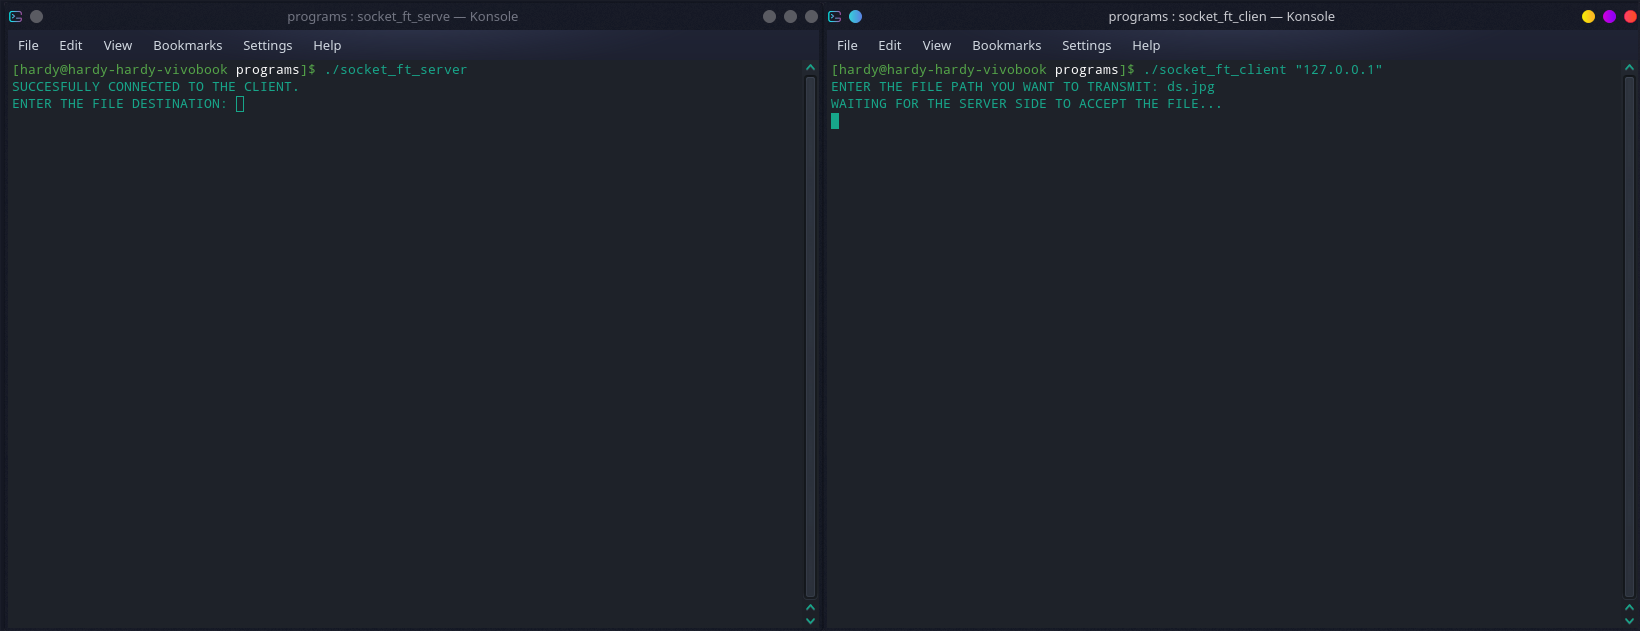 programs : socket_ft_serve — Konsole
File Edit View Bookmarks Settings Help
[hardy@hardy-hardy-vivobook programs]$ ./socket_ft_server
SUCCESFULLY CONNECTED TO THE CLIENT.
ENTER THE FILE DESTINATION:
programs : socket_ft_clien — Konsole
File Edit View Bookmarks Settings Help
[hardy@hardy-hardy-vivobook programs]$ ./socket_ft_client "127.0.0.1"
ENTER THE FILE PATH YOU WANT TO TRANSMIT: ds.jpg
WAITING FOR THE SERVER SIDE TO ACCEPT THE FILE...